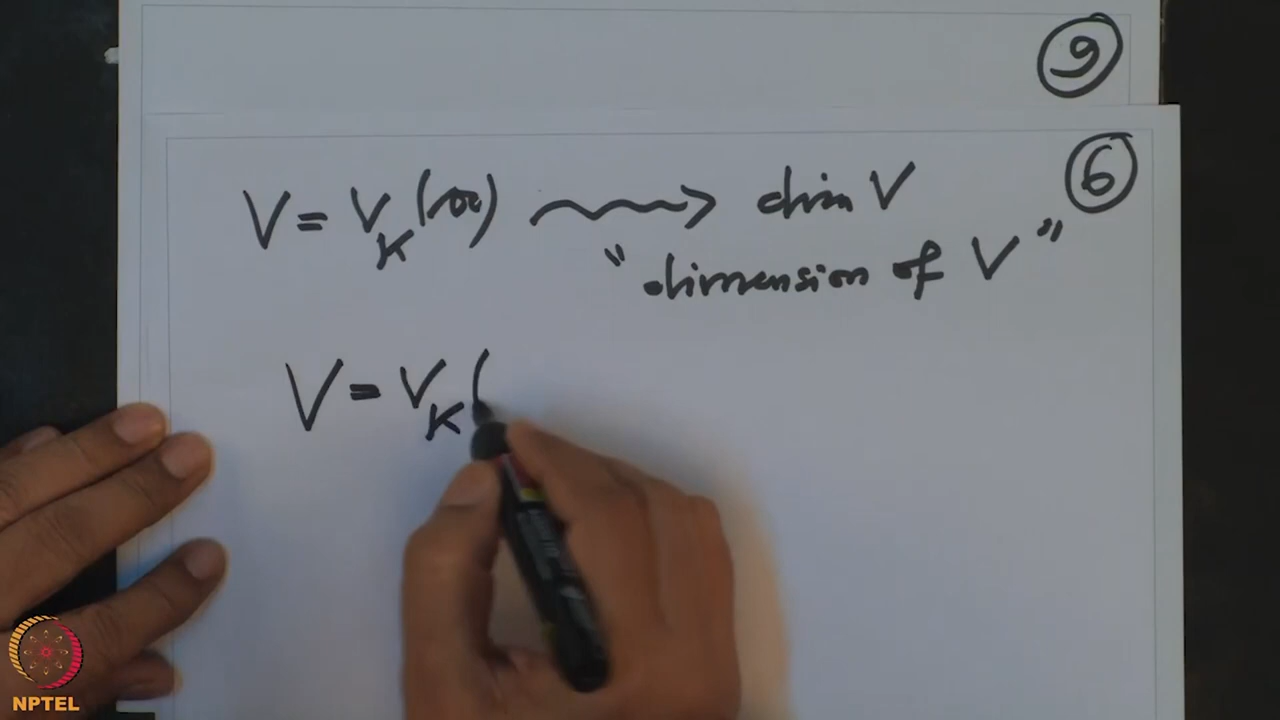 9
V = V_K(𝔞) ⇝ dim V 6
"dimension of V"
V = V_K(
NPTEL